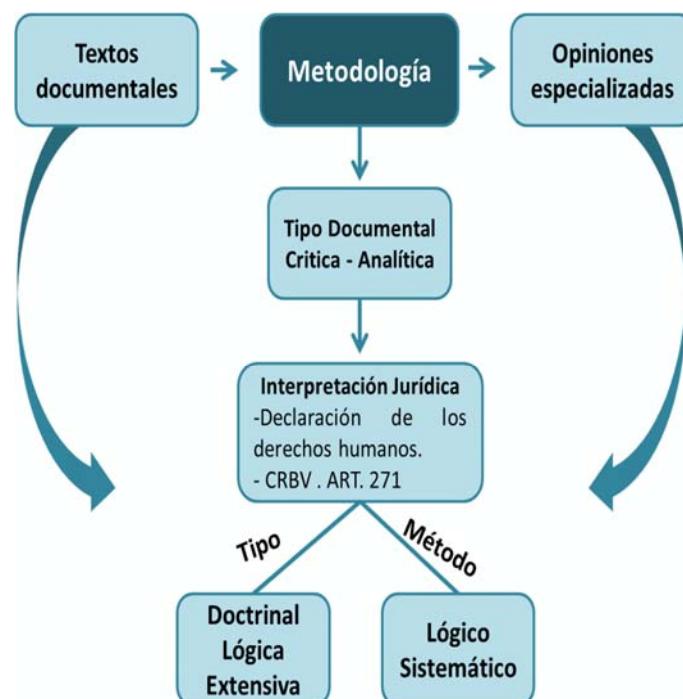 Textos
documentales
Metodología
Opiniones
especializadas
Tipo Documental
Critica - Analítica
Interpretación Jurídica
-Declaración de los
derechos humanos.
- CRBV . ART. 271
Tipo
Método
Doctrinal
Lógica
Extensiva
Lógico
Sistemático